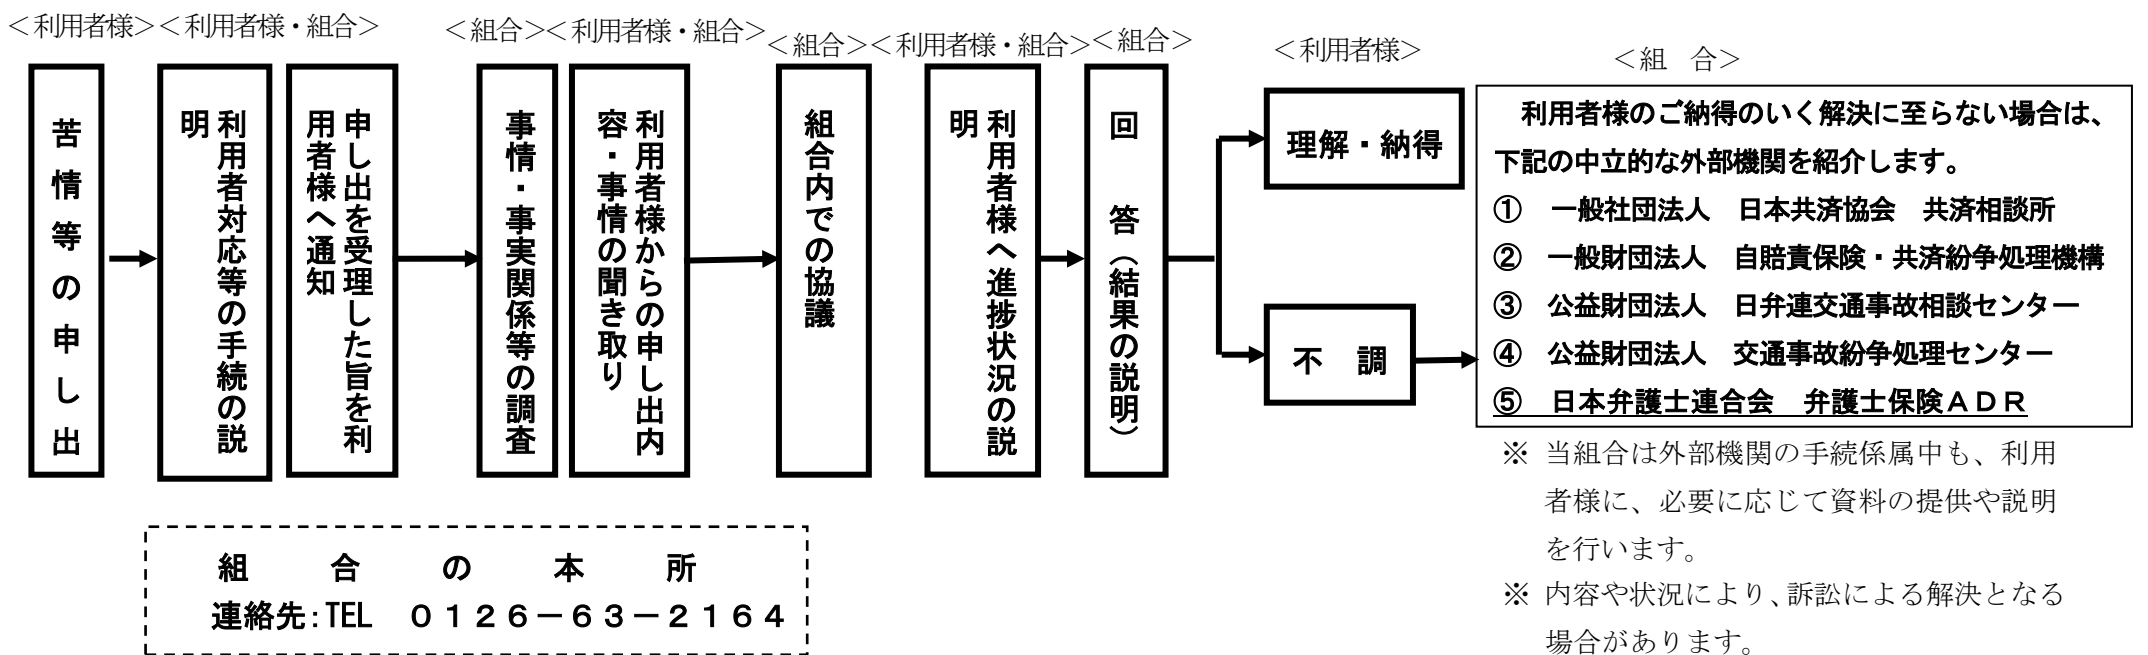 ＜利用者様＞
＜利用者様・組合＞
＜組合＞
＜利用者様・組合＞
＜組合＞
＜利用者様・組合＞
＜組合＞
＜利用者様＞
＜組　合＞
苦情等の申し出
利用者対応等の手続の説
明
申し出を受理した旨を利
用者様へ通知
事情・事実関係等の調査
利用者様からの申し出内
容・事情の聞き取り
組合内での協議
利用者様へ進捗状況の説
明
回　答（結果の説明）
理解・納得
不　調
利用者様のご納得のいく解決に至らない場合は、
下記の中立的な外部機関を紹介します。
①　一般社団法人　日本共済協会　共済相談所
②　一般財団法人　自賠責保険・共済紛争処理機構
③　公益財団法人　日弁連交通事故相談センター
④　公益財団法人　交通事故紛争処理センター
⑤　日本弁護士連合会　弁護士保険ＡＤＲ
※ 当組合は外部機関の手続係属中も、利用
者様に、必要に応じて資料の提供や説明
を行います。
※ 内容や状況により、訴訟による解決となる
場合があります。
組　合　の　本　所
連絡先：TEL　０１２６－６３－２１６４